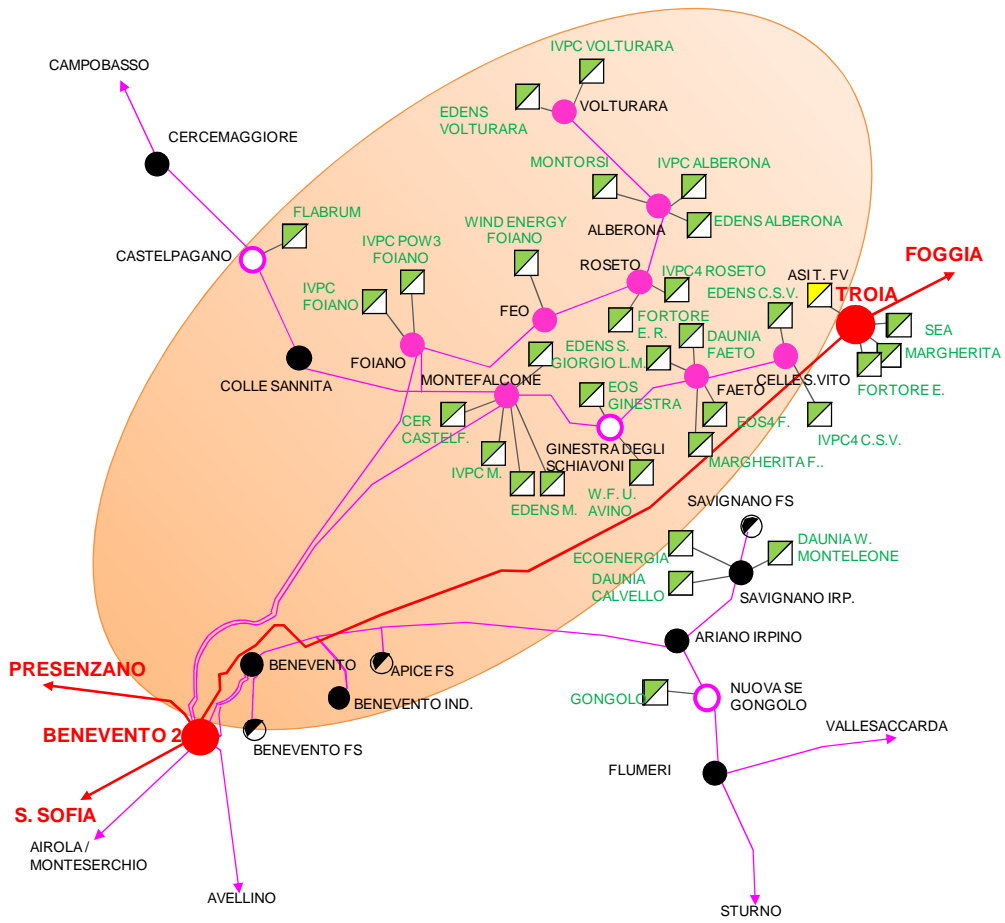 IVPC VOLTURARA
CAMPOBASSO
EDENS
VOLTURARA
VOLTURARA
CERCEMAGGIORE
MONTORSI
IVPC ALBERONA
FLABRUM
WIND ENERGY
FOIANO
EDENS ALBERONA
ALBERONA
IVPC POW3
FOIANO
CASTELPAGANO
FOGGIA
ROSETO
IVPC4 ROSETO
ASI T. FV
IVPC
FOIANO
EDENS C.S.V.
TROIA
FEO
FORTORE
E. R.
DAUNIA
FAETO
SEA
EDENS S.
GIORGIO L.M.
MARGHERITA
FOIANO
CELLE S.VITO
COLLE SANNITA
MONTEFALCONE
FAETO
FORTORE E.
EOS
GINESTRA
CER
CASTELF.
EOS4 F.
IVPC4 C.S.V.
GINESTRA DEGLI
SCHIAVONI
MARGHERITA F..
IVPC M.
W.F. U.
AVINO
EDENS M.
SAVIGNANO FS
DAUNIA W.
MONTELEONE
ECOENERGIA
DAUNIA
CALVELLO
SAVIGNANO IRP.
ARIANO IRPINO
PRESENZANO
BENEVENTO
APICE FS
BENEVENTO IND.
GONGOLO
NUOVA SE
GONGOLO
BENEVENTO 2
BENEVENTO FS
VALLESACCARDA
FLUMERI
S. SOFIA
AIROLA /
MONTESERCHIO
AVELLINO
STURNO